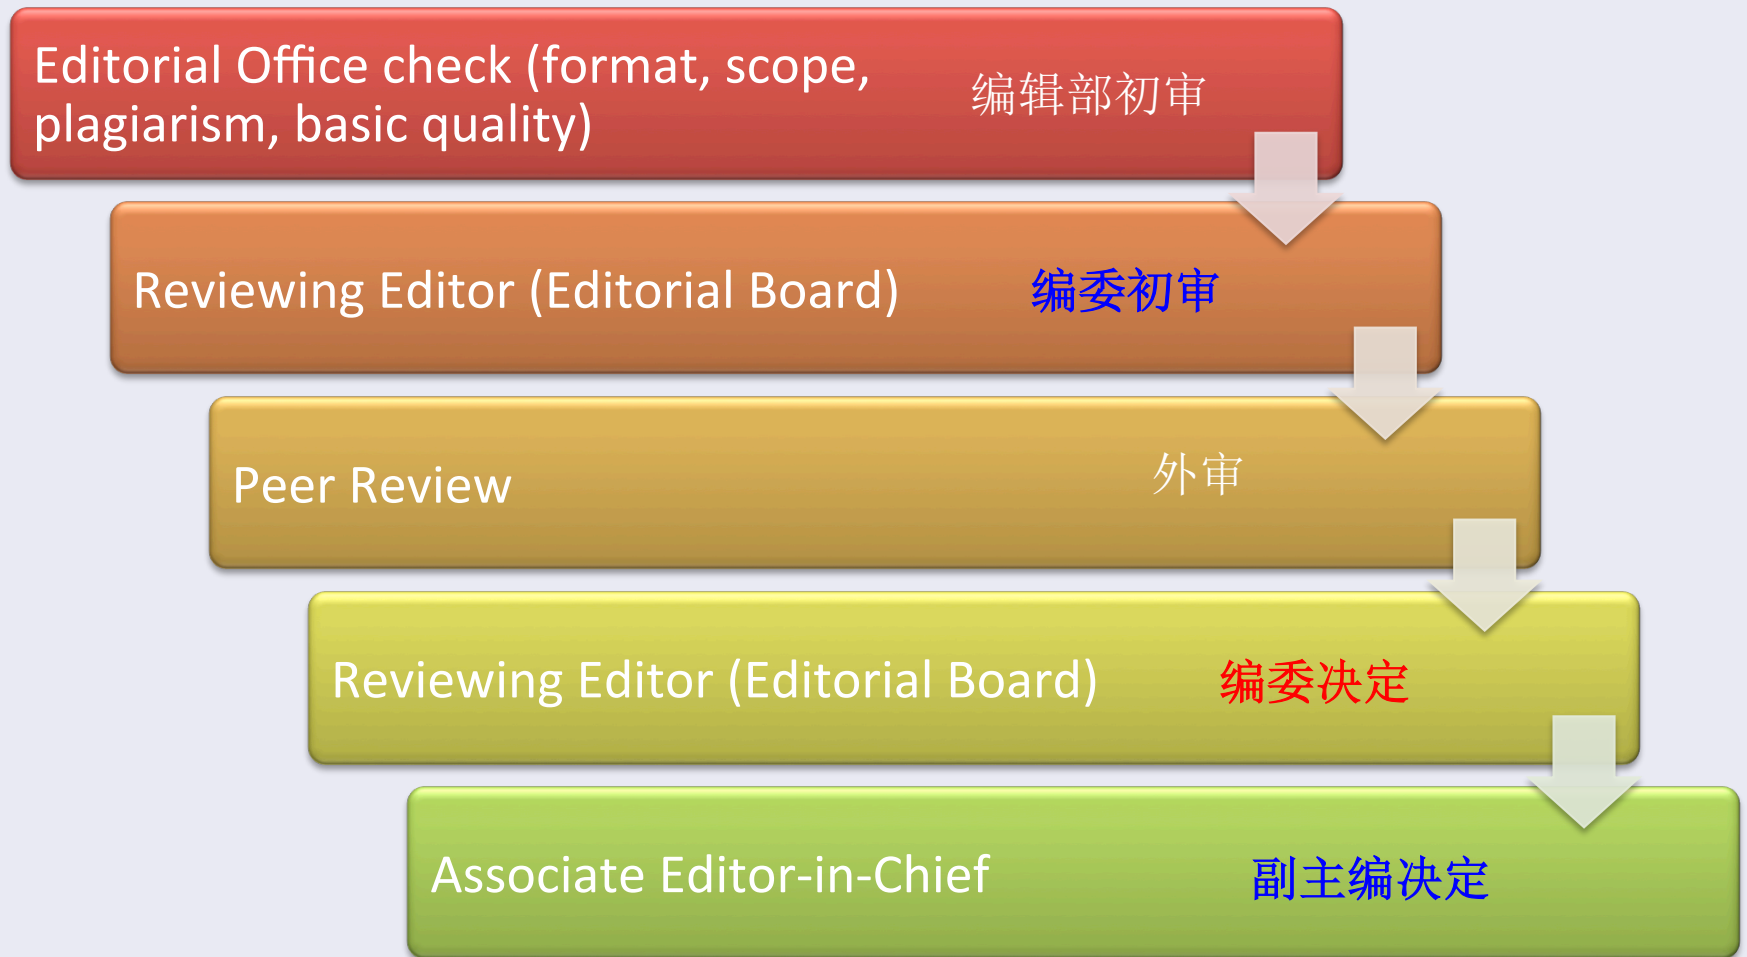 Editorial Office check (format, scope,
plagiarism, basic quality)
编辑部初审
Reviewing Editor (Editorial Board)
编委初审
Peer Review
外审
Reviewing Editor (Editorial Board)
编委决定
Associate Editor-in-Chief
副主编决定